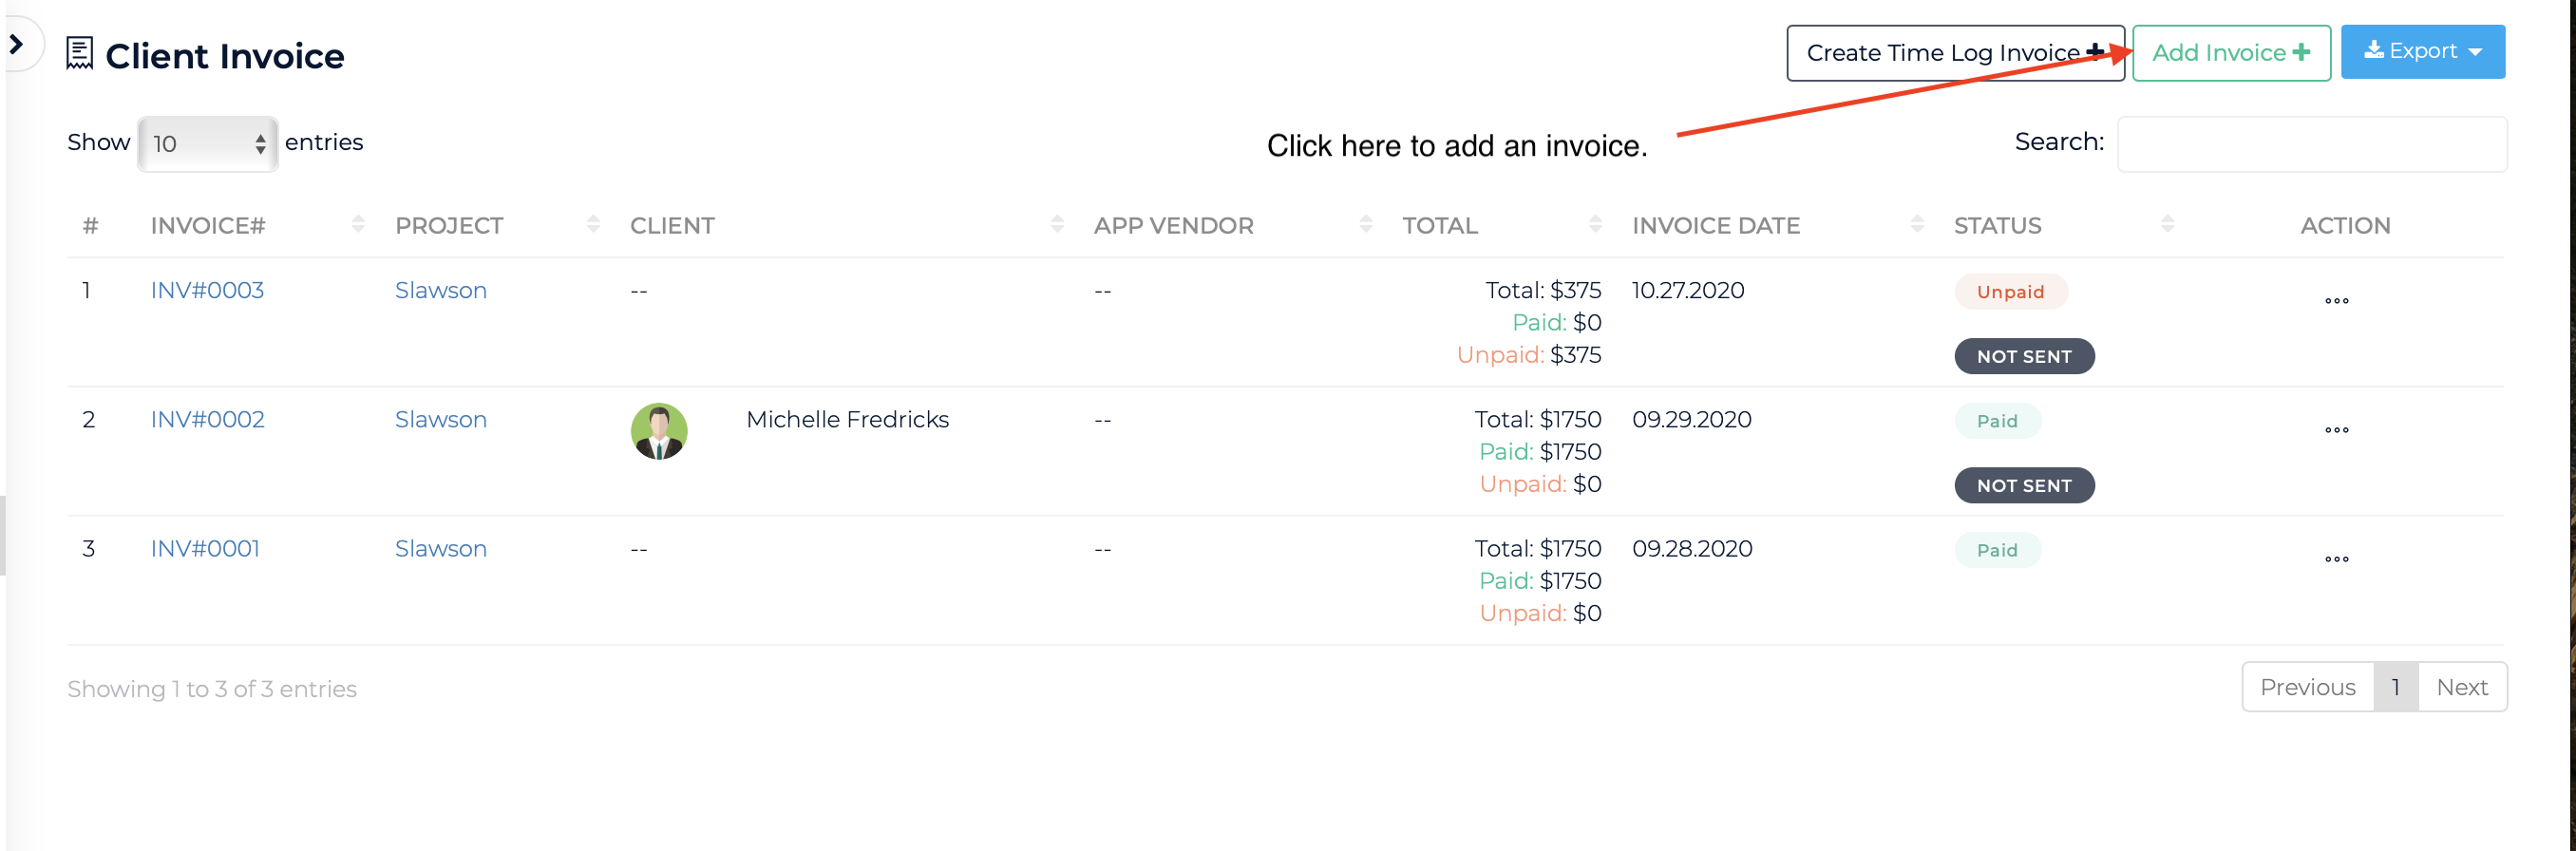 Client Invoice
Create Time Log Invoice
Add Invoice
Export
Show 10 entries
Click here to add an invoice.
Search:
# INVOICE# PROJECT CLIENT APP VENDOR TOTAL INVOICE DATE STATUS ACTION
1 INV#0003 Slawson -- -- Total: $375 10.27.2020 Unpaid
Paid: $0
Unpaid: $375 NOT SENT
2 INV#0002 Slawson Michelle Fredricks -- Total: $1750 09.29.2020 Paid
Paid: $1750
Unpaid: $0 NOT SENT
3 INV#0001 Slawson -- -- Total: $1750 09.28.2020 Paid
Paid: $1750
Unpaid: $0
Showing 1 to 3 of 3 entries
Previous 1 Next